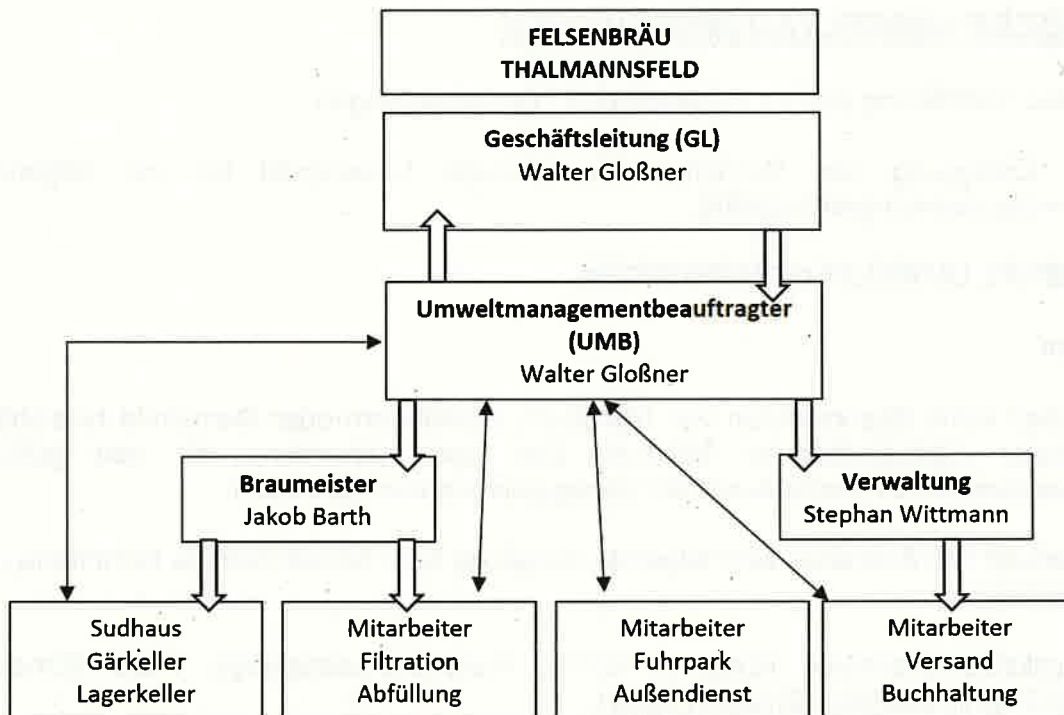 FELSENBRÄU
THALMANNSFELD
Geschäftsleitung (GL)
Walter Gloßner
Umweltmanagementbeauftragter
(UMB)
Walter Gloßner
Braumeister
Jakob Barth
Verwaltung
Stephan Wittmann
Sudhaus
Gärkeller
Lagerkeller
Mitarbeiter
Filtration
Abfüllung
Mitarbeiter
Fuhrpark
Außendienst
Mitarbeiter
Versand
Buchhaltung